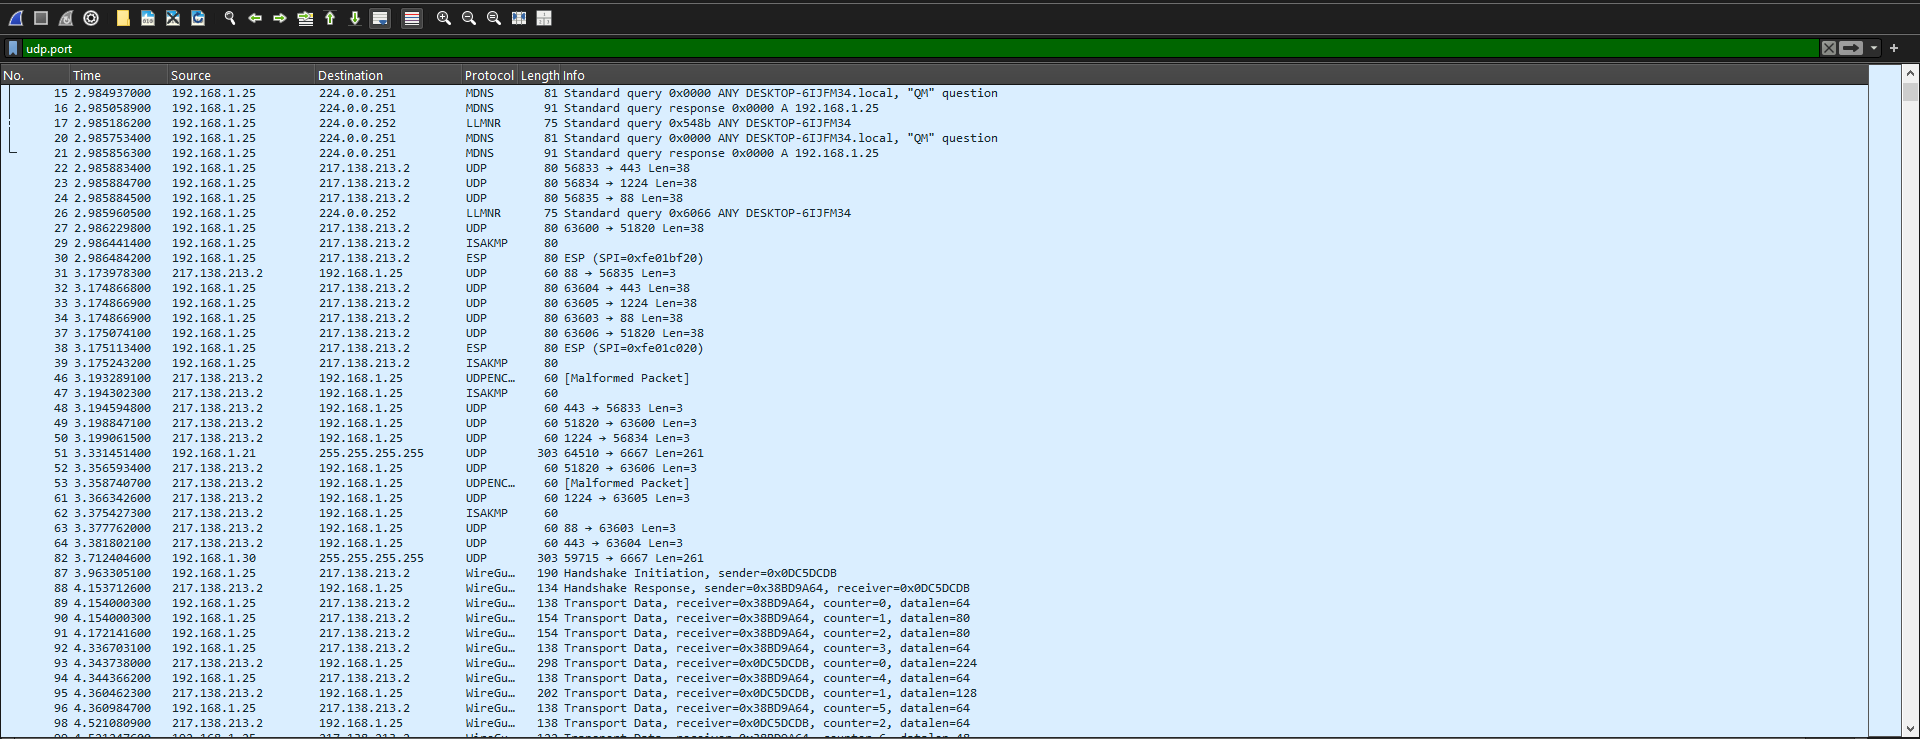 udp.port
No. Time Source Destination Protocol Length Info
15 2.984937000 192.168.1.25 224.0.0.251 MDNS 81 Standard query 0x0000 ANY DESKTOP-6IJFM34.local, "QM" question
16 2.985058900 192.168.1.25 224.0.0.251 MDNS 91 Standard query response 0x0000 A 192.168.1.25
17 2.985186200 192.168.1.25 224.0.0.252 LLMNR 75 Standard query 0x548b ANY DESKTOP-6IJFM34
20 2.985753400 192.168.1.25 224.0.0.251 MDNS 81 Standard query 0x0000 ANY DESKTOP-6IJFM34.local, "QM" question
21 2.985856300 192.168.1.25 224.0.0.251 MDNS 91 Standard query response 0x0000 A 192.168.1.25
22 2.985883400 192.168.1.25 217.138.213.2 UDP 80 56833 → 443 Len=38
23 2.985884700 192.168.1.25 217.138.213.2 UDP 80 56834 → 1224 Len=38
24 2.985884500 192.168.1.25 217.138.213.2 UDP 80 56835 → 88 Len=38
26 2.985960500 192.168.1.25 224.0.0.252 LLMNR 75 Standard query 0x6066 ANY DESKTOP-6IJFM34
27 2.986229800 192.168.1.25 217.138.213.2 UDP 80 63600 → 51820 Len=38
29 2.986441400 192.168.1.25 217.138.213.2 ISAKMP 80
30 2.986484200 192.168.1.25 217.138.213.2 ESP 80 ESP (SPI=0xfe01bf20)
31 3.173978300 217.138.213.2 192.168.1.25 UDP 60 88 → 56835 Len=3
32 3.174866800 192.168.1.25 217.138.213.2 UDP 80 63604 → 443 Len=38
33 3.174866900 192.168.1.25 217.138.213.2 UDP 80 63605 → 1224 Len=38
34 3.174866900 192.168.1.25 217.138.213.2 UDP 80 63603 → 88 Len=38
37 3.175074100 192.168.1.25 217.138.213.2 UDP 80 63606 → 51820 Len=38
38 3.175113400 192.168.1.25 217.138.213.2 ESP 80 ESP (SPI=0xfe01c020)
39 3.175243200 192.168.1.25 217.138.213.2 ISAKMP 80
46 3.193289100 217.138.213.2 192.168.1.25 UDPENC… 60 [Malformed Packet]
47 3.194302300 217.138.213.2 192.168.1.25 ISAKMP 60
48 3.194594800 217.138.213.2 192.168.1.25 UDP 60 443 → 56833 Len=3
49 3.198847100 217.138.213.2 192.168.1.25 UDP 60 51820 → 63600 Len=3
50 3.199061500 217.138.213.2 192.168.1.25 UDP 60 1224 → 56834 Len=3
51 3.331451400 192.168.1.21 255.255.255.255 UDP 303 64510 → 6667 Len=261
52 3.356593400 217.138.213.2 192.168.1.25 UDP 60 51820 → 63606 Len=3
53 3.358740700 217.138.213.2 192.168.1.25 UDPENC… 60 [Malformed Packet]
61 3.366342600 217.138.213.2 192.168.1.25 UDP 60 1224 → 63605 Len=3
62 3.375427300 217.138.213.2 192.168.1.25 ISAKMP 60
63 3.377762000 217.138.213.2 192.168.1.25 UDP 60 88 → 63603 Len=3
64 3.381802100 217.138.213.2 192.168.1.25 UDP 60 443 → 63604 Len=3
82 3.712404600 192.168.1.30 255.255.255.255 UDP 303 59715 → 6667 Len=261
87 3.963305100 192.168.1.25 217.138.213.2 WireGu… 190 Handshake Initiation, sender=0x0DC5DCDB
88 4.153712600 217.138.213.2 192.168.1.25 WireGu… 134 Handshake Response, sender=0x38BD9A64, receiver=0x0DC5DCDB
89 4.154000300 192.168.1.25 217.138.213.2 WireGu… 138 Transport Data, receiver=0x38BD9A64, counter=0, datalen=64
90 4.154000300 192.168.1.25 217.138.213.2 WireGu… 154 Transport Data, receiver=0x38BD9A64, counter=1, datalen=80
91 4.172141600 192.168.1.25 217.138.213.2 WireGu… 154 Transport Data, receiver=0x38BD9A64, counter=2, datalen=80
92 4.336703100 192.168.1.25 217.138.213.2 WireGu… 138 Transport Data, receiver=0x38BD9A64, counter=3, datalen=64
93 4.343738000 217.138.213.2 192.168.1.25 WireGu… 298 Transport Data, receiver=0x0DC5DCDB, counter=0, datalen=224
94 4.344366200 192.168.1.25 217.138.213.2 WireGu… 138 Transport Data, receiver=0x38BD9A64, counter=4, datalen=64
95 4.360462300 217.138.213.2 192.168.1.25 WireGu… 202 Transport Data, receiver=0x0DC5DCDB, counter=1, datalen=128
96 4.360984700 192.168.1.25 217.138.213.2 WireGu… 138 Transport Data, receiver=0x38BD9A64, counter=5, datalen=64
98 4.521080900 217.138.213.2 192.168.1.25 WireGu… 138 Transport Data, receiver=0x0DC5DCDB, counter=2, datalen=64